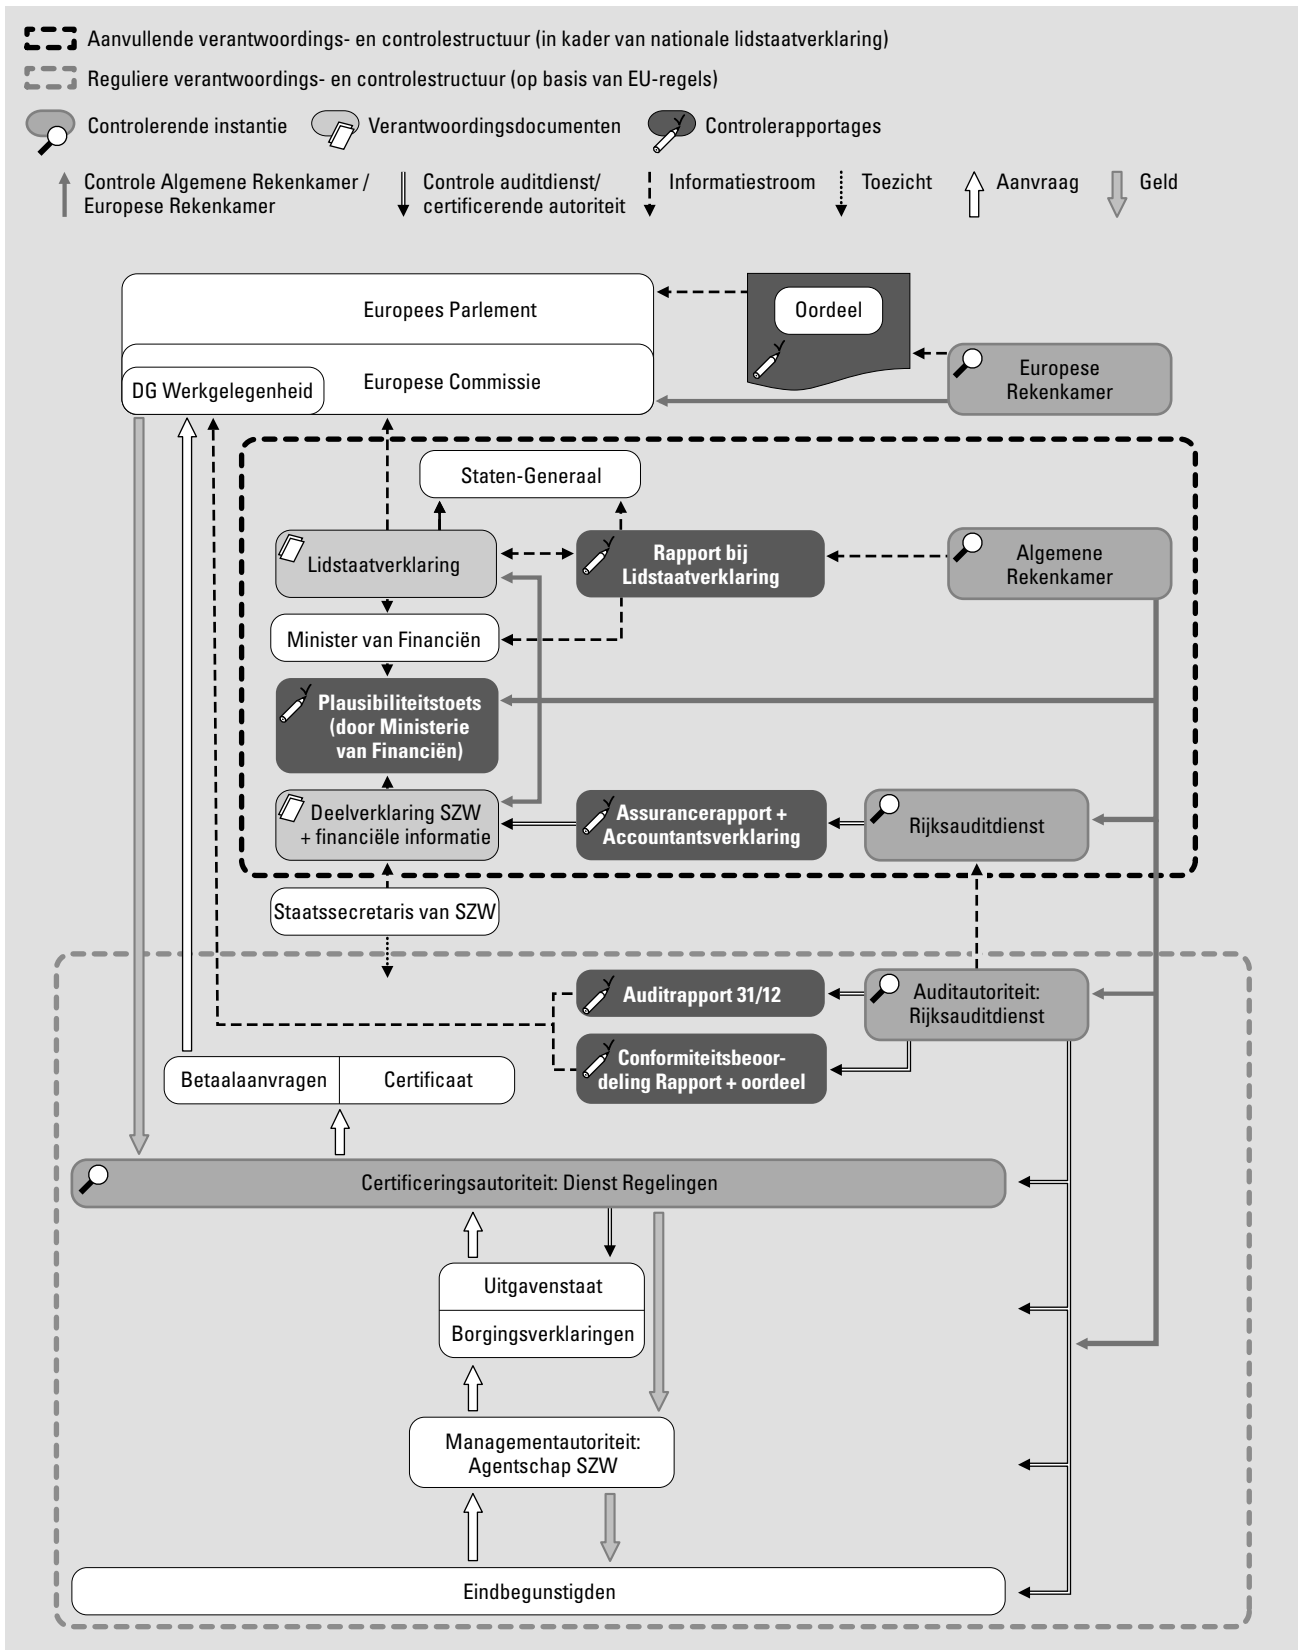 Aanvullende verantwoordings- en controlestructuur (in kader van nationale lidstaatverklaring)
Reguliere verantwoordings- en controlestructuur (op basis van EU-regels)
Controlerende instantie
Verantwoordingsdocumenten
Controlerapportages
Controle Algemene Rekenkamer /
Europese Rekenkamer
Controle auditdienst/
certificerende autoriteit
Informatiestroom
Toezicht
Aanvraag
Geld
Europees Parlement
Oordeel
Europese Commissie
DG Werkgelegenheid
Europese
Rekenkamer
Staten-Generaal
Lidstaatverklaring
Rapport bij
Lidstaatverklaring
Algemene
Rekenkamer
Minister van Financiën
Plausibiliteitstoets
(door Ministerie
van Financiën)
Deelverklaring SZW
+ financiële informatie
Assurancerapport +
Accountantsverklaring
Rijksauditdienst
Staatssecretaris van SZW
Auditrapport 31/12
Auditautoriteit:
Rijksauditdienst
Conformiteitsbeoor-
deling Rapport + oordeel
Betaalaanvragen
Certificaat
Certificeringsautoriteit: Dienst Regelingen
Uitgavenstaat
Borgingsverklaringen
Managementautoriteit:
Agentschap SZW
Eindbegunstigden